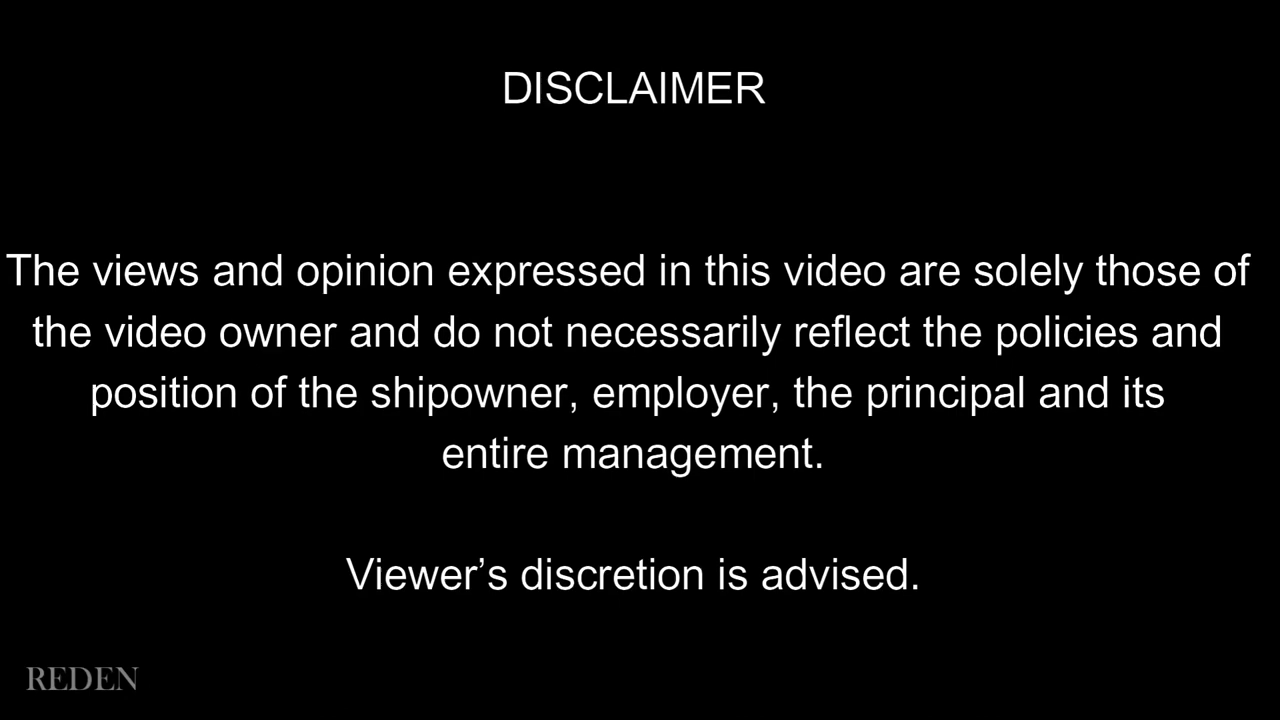 DISCLAIMER
The views and opinion expressed in this video are solely those of
the video owner and do not necessarily reflect the policies and
position of the shipowner, employer, the principal and its
entire management.
Viewer’s discretion is advised.
REDEN